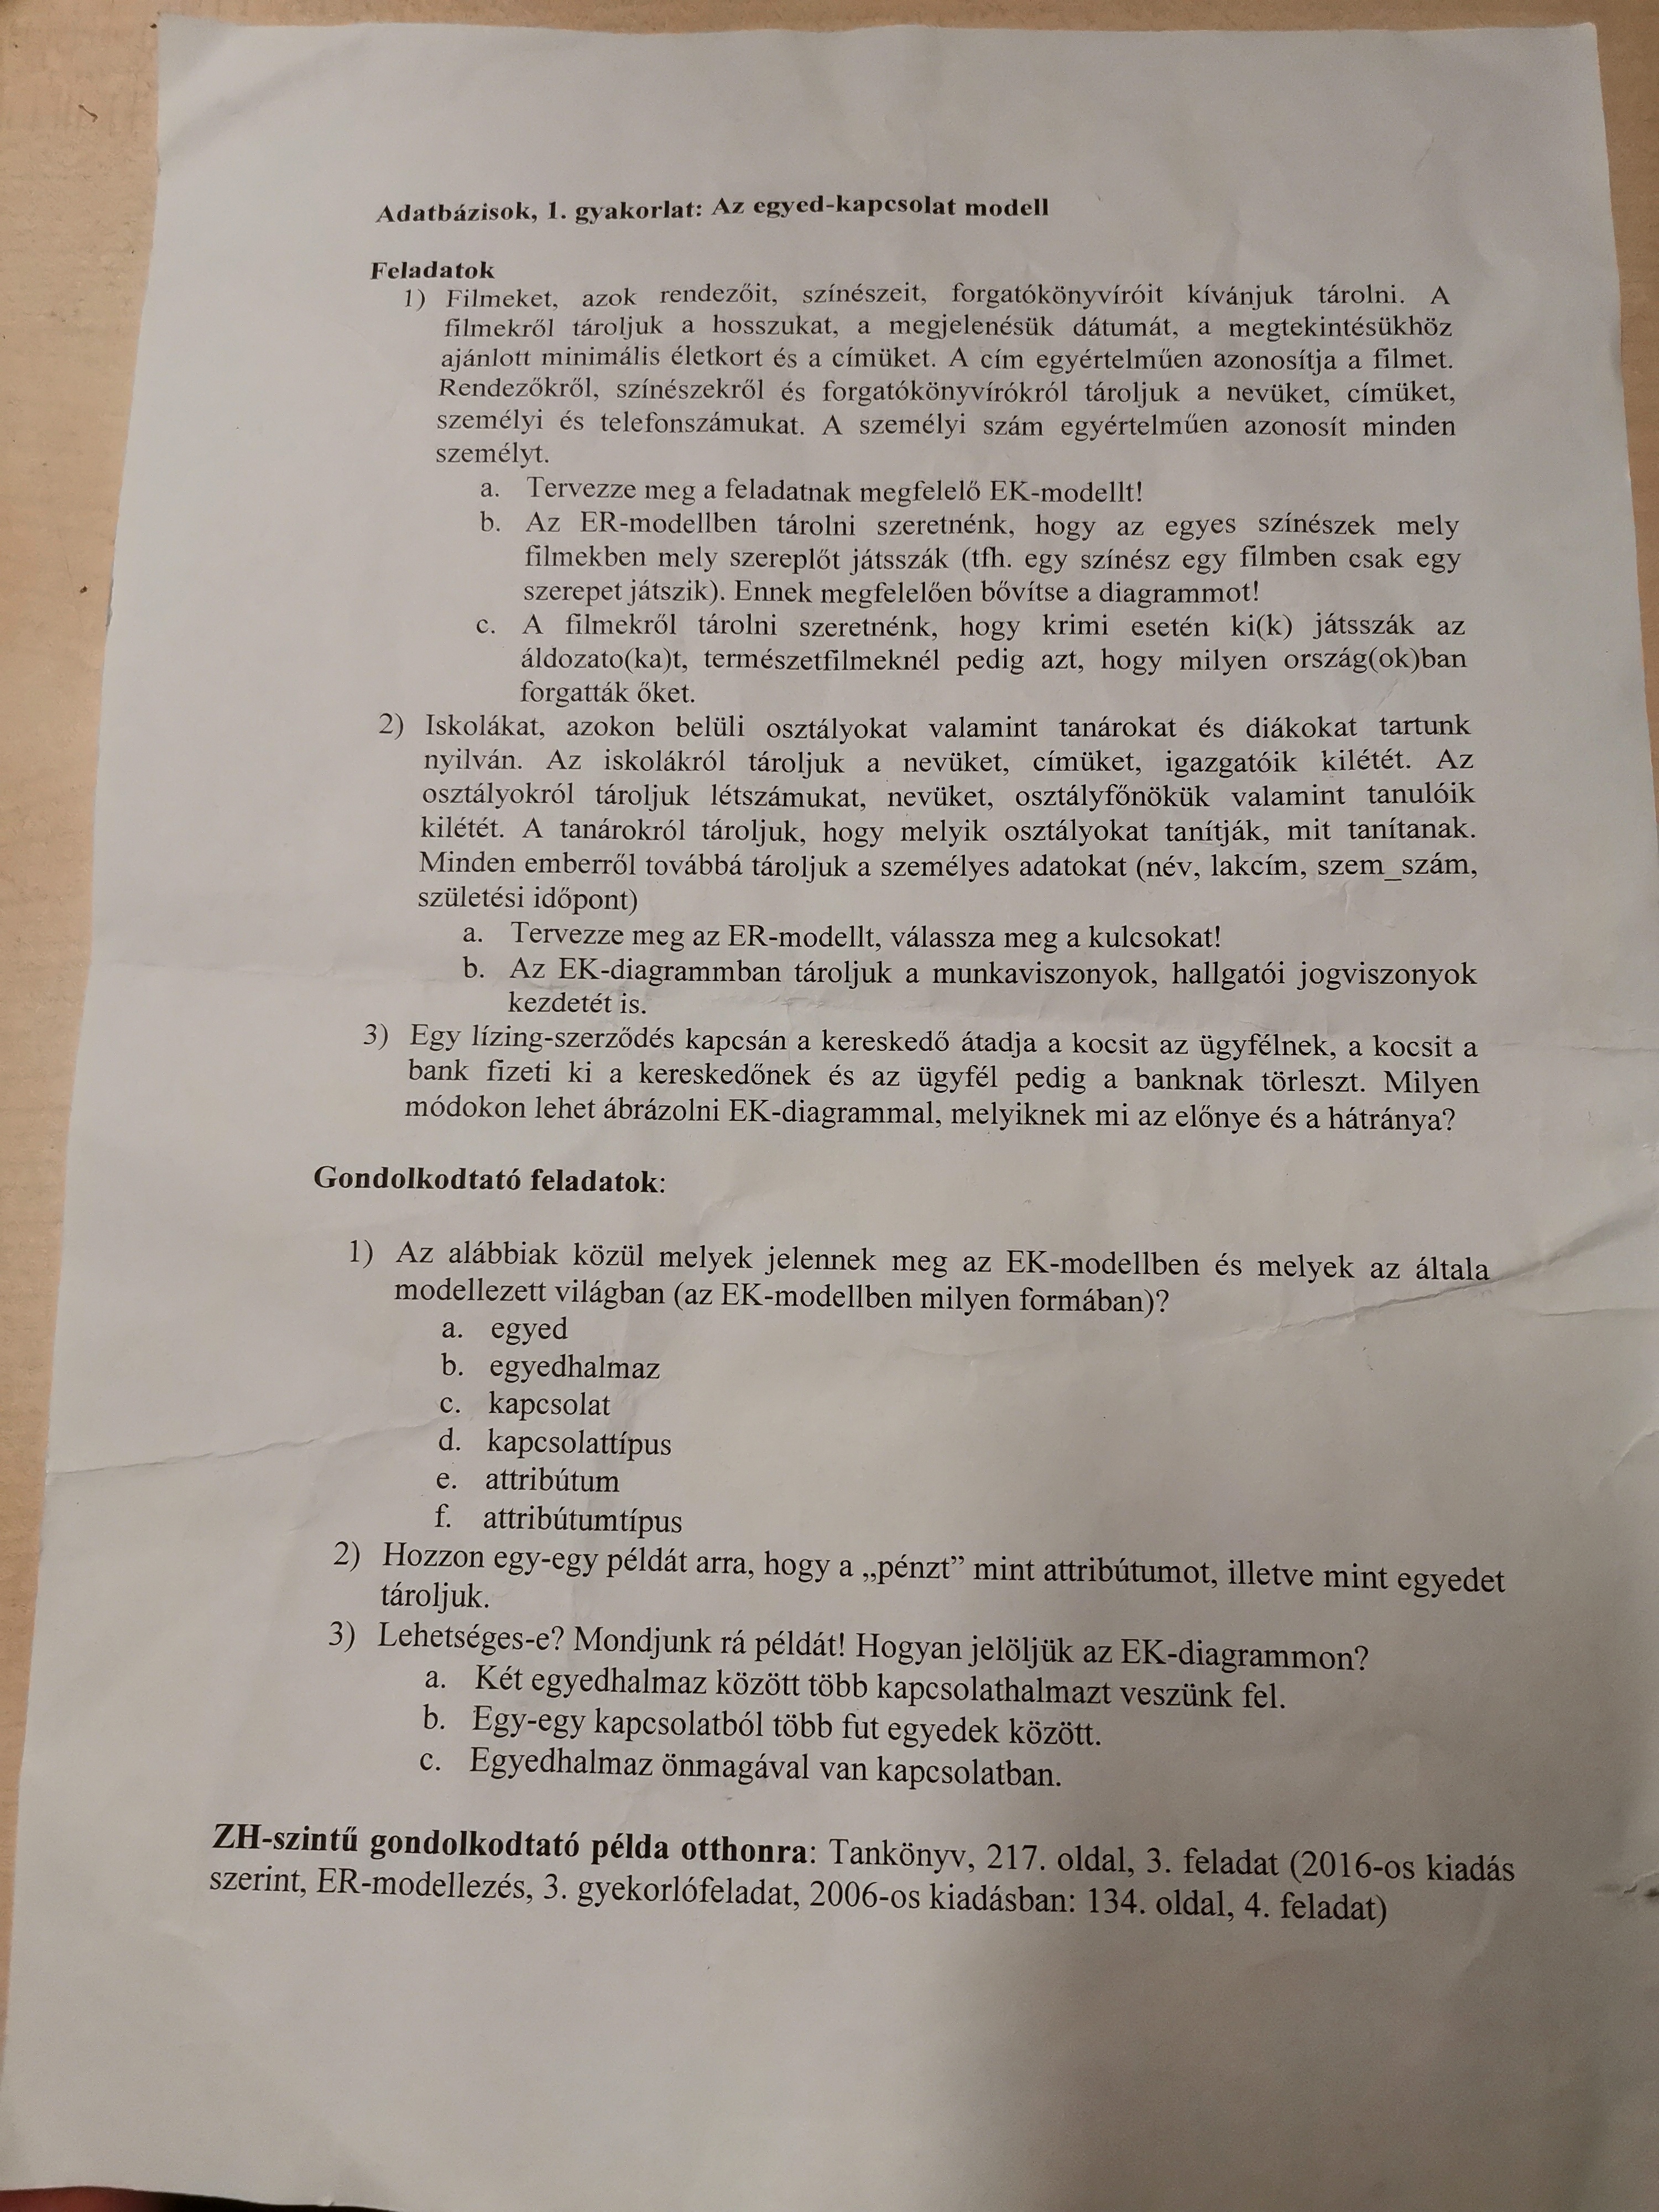 Adatbázisok, 1. gyakorlat: Az egyed-kapcsolat modell
Feladatok
1) Filmeket, azok rendezőit, színészeit, forgatókönyvíróit kívánjuk tárolni. A
filmekről tároljuk a hosszukat, a megjelenésük dátumát, a megtekintésükhöz
ajánlott minimális életkort és a címüket. A cím egyértelműen azonosítja a filmet.
Rendezőkről, színészekről és forgatókönyvírókról tároljuk a nevüket, címüket,
személyi és telefonszámukat. A személyi szám egyértelműen azonosít minden
személyt.
a. Tervezze meg a feladatnak megfelelő EK-modellt!
b. Az ER-modellben tárolni szeretnénk, hogy az egyes színészek mely
filmekben mely szereplőt játsszák (tfh. egy színész egy filmben csak egy
szerepet játszik). Ennek megfelelően bővítse a diagrammot!
c. A filmekről tárolni szeretnénk, hogy krimi esetén ki(k) játsszák az
áldozato(ka)t, természetfilmeknél pedig azt, hogy milyen ország(ok)ban
forgatták őket.
2) Iskolákat, azokon belüli osztályokat valamint tanárokat és diákokat tartunk
nyilván. Az iskolákról tároljuk a nevüket, címüket, igazgatóik kilétét. Az
osztályokról tároljuk létszámukat, nevüket, osztályfőnökük valamint tanulóik
kilétét. A tanárokról tároljuk, hogy melyik osztályokat tanítják, mit tanítanak.
Minden emberről továbbá tároljuk a személyes adatokat (név, lakcím, szem_szám,
születési időpont)
a. Tervezze meg az ER-modellt, válassza meg a kulcsokat!
b. Az EK-diagrammban tároljuk a munkaviszonyok, hallgatói jogviszonyok
kezdetét is.
3) Egy lízing-szerződés kapcsán a kereskedő átadja a kocsit az ügyfélnek, a kocsit a
bank fizeti ki a kereskedőnek és az ügyfél pedig a banknak törleszt. Milyen
módokon lehet ábrázolni EK-diagrammal, melyiknek mi az előnye és a hátránya?
Gondolkodtató feladatok:
1) Az alábbiak közül melyek jelennek meg az EK-modellben és melyek az általa
modellezett világban (az EK-modellben milyen formában)?
a. egyed
b. egyedhalmaz
c. kapcsolat
d. kapcsolattípus
e. attribútum
f. attribútumtípus
2) Hozzon egy-egy példát arra, hogy a „pénzt” mint attribútumot, illetve mint egyedet
tároljuk.
3) Lehetséges-e? Mondjunk rá példát! Hogyan jelöljük az EK-diagrammon?
a. Két egyedhalmaz között több kapcsolathalmazt veszünk fel.
b. Egy-egy kapcsolatból több fut egyedek között.
c. Egyedhalmaz önmagával van kapcsolatban.
ZH-szintű gondolkodtató példa otthonra: Tankönyv, 217. oldal, 3. feladat (2016-os kiadás
szerint, ER-modellezés, 3. gyekorlófeladat, 2006-os kiadásban: 134. oldal, 4. feladat)